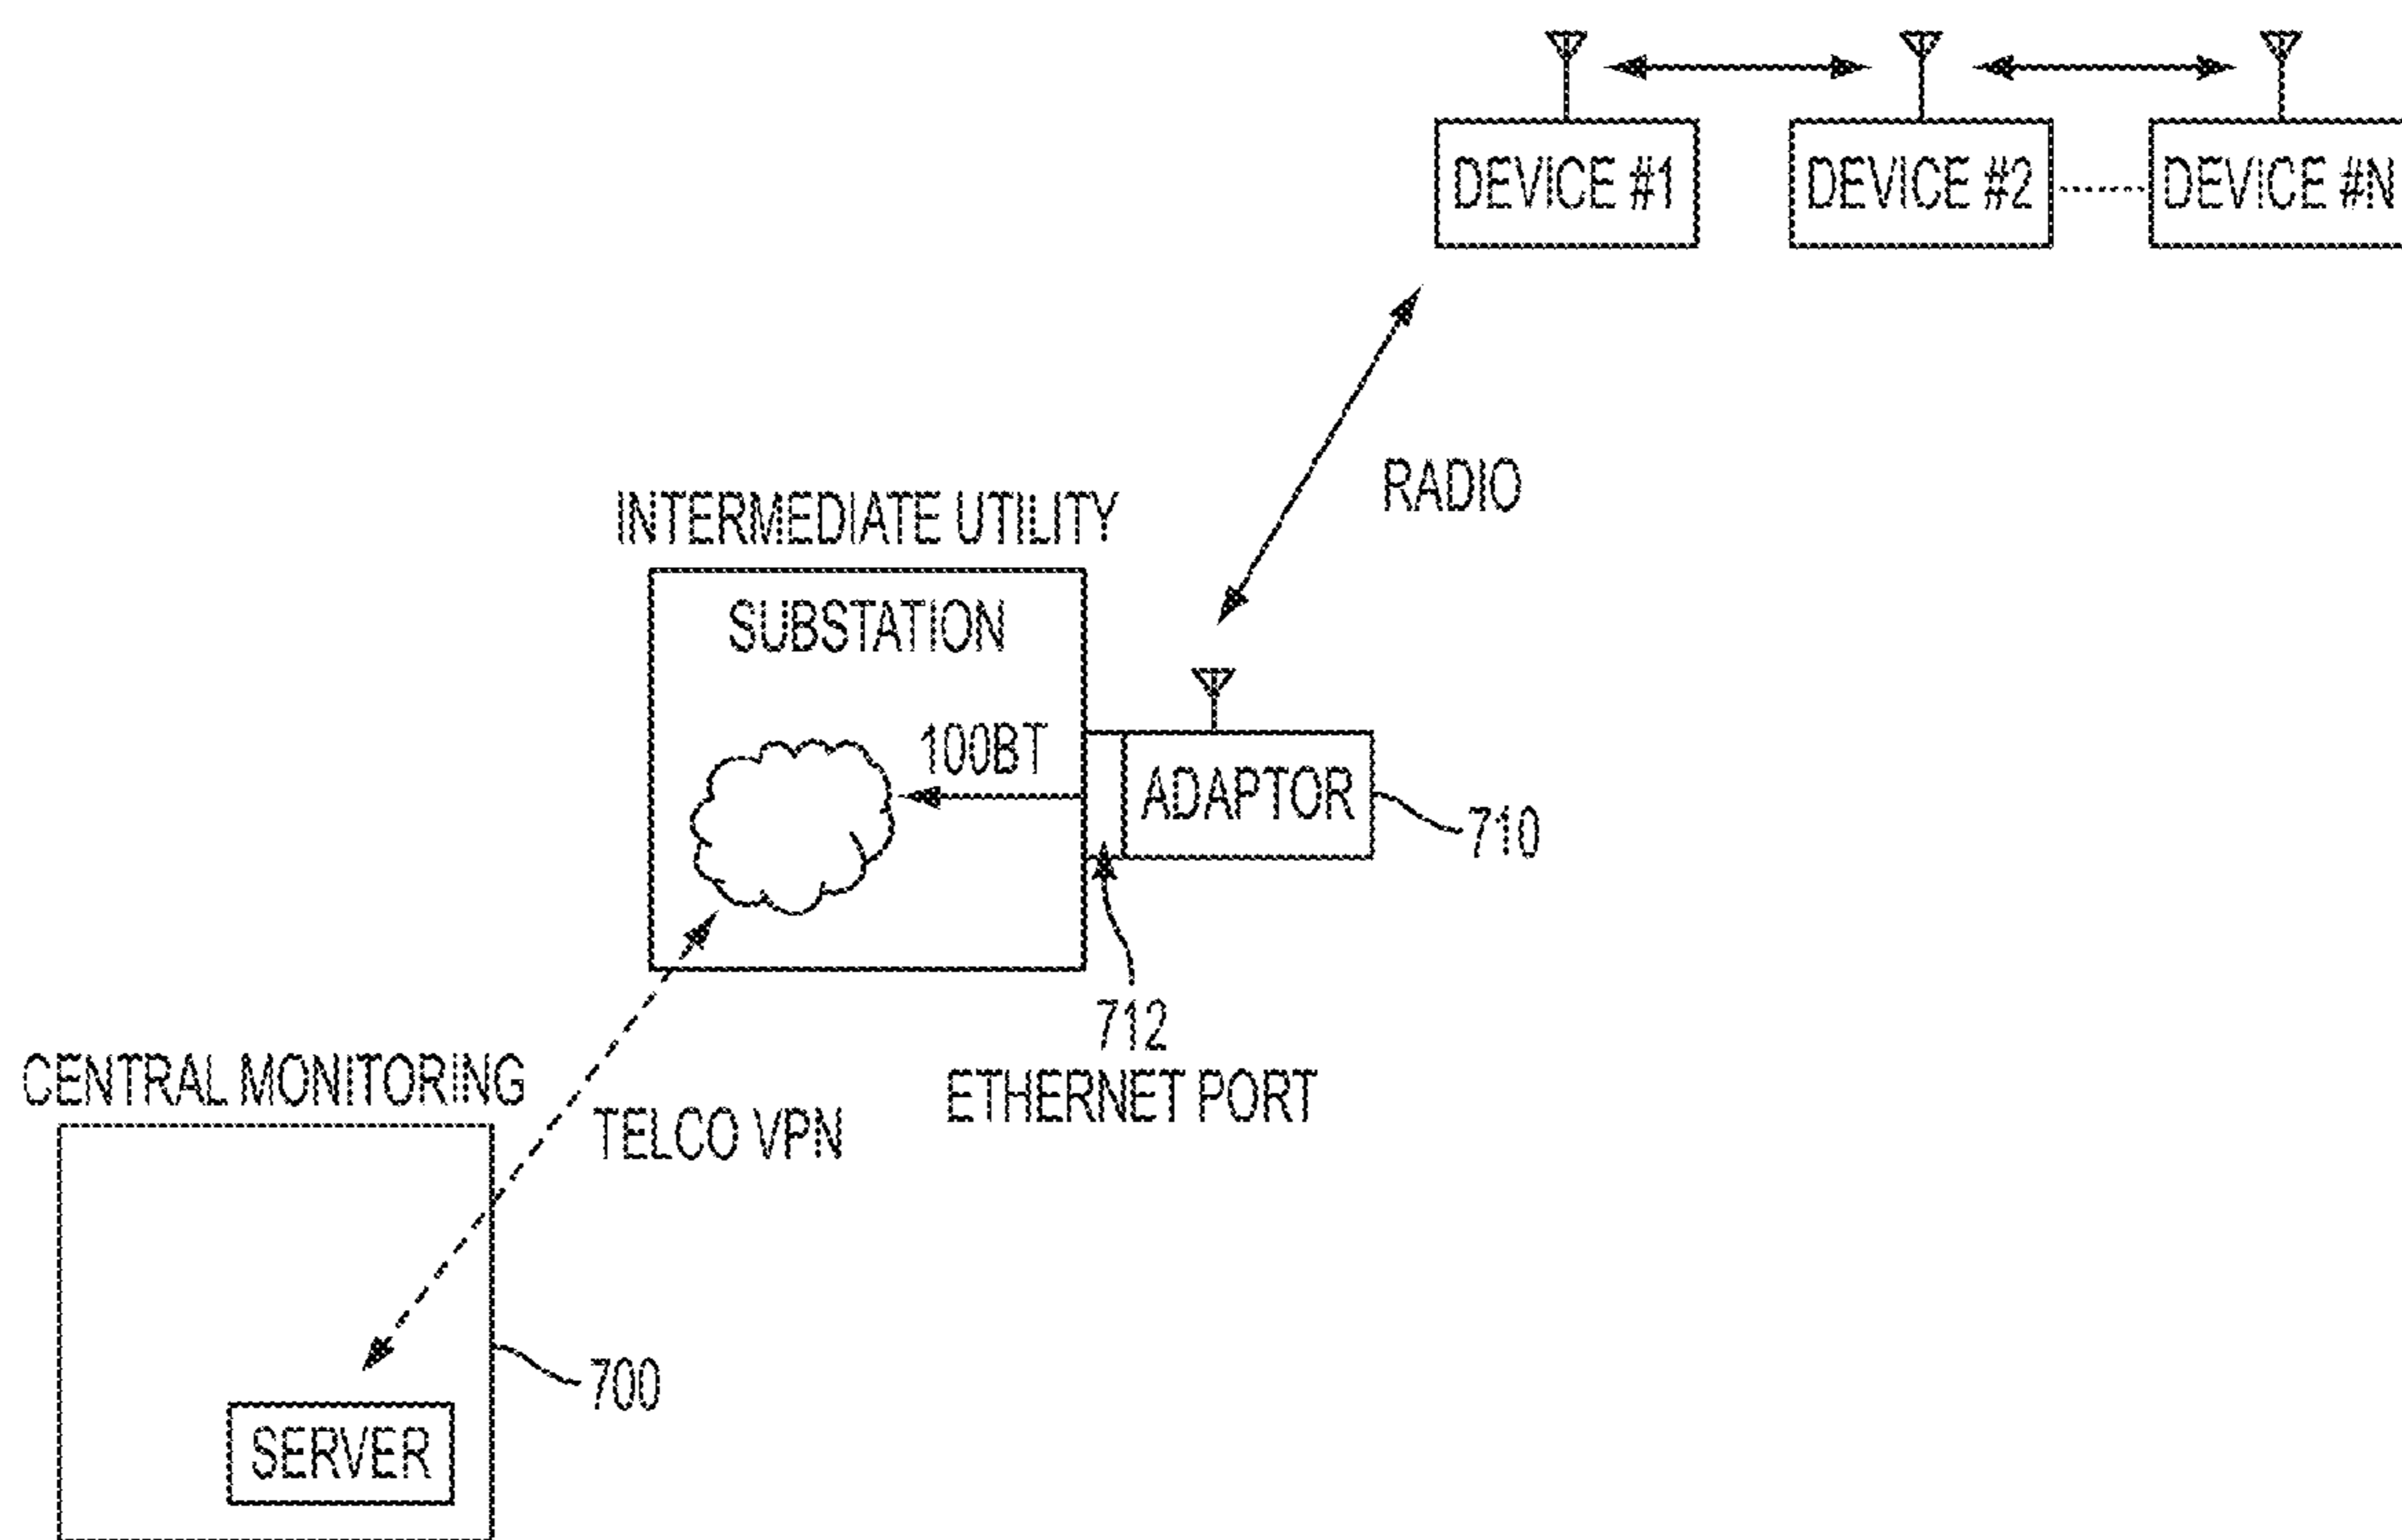 DEVICE #1
DEVICE #2
DEVICE #N
RADIO
INTERMEDIATE UTILITY
SUBSTATION
100BT
ADAPTOR
710
712
ETHERNET PORT
CENTRAL MONITORING
TELCO VPN
700
SERVER